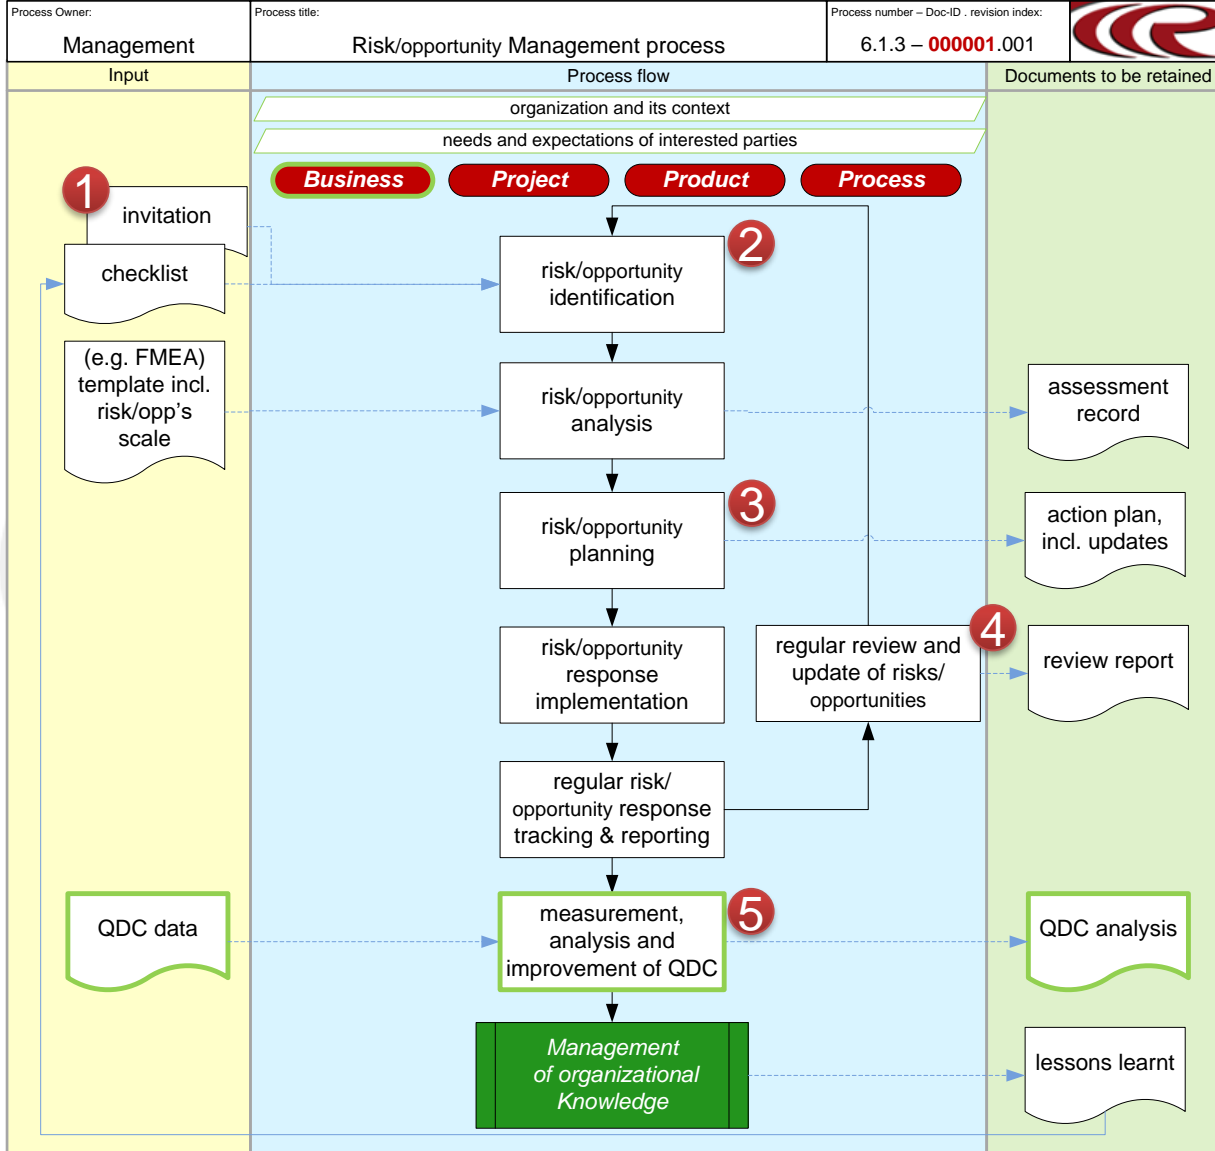 Process Owner:
Management
Process title:
Risk/opportunity Management process
Process number – Doc-ID . revision index:
6.1.3 – 000001.001
Input
Process flow
Documents to be retained
organization and its context
needs and expectations of interested parties
Business
Project
Product
Process
1
invitation
checklist
2
risk/opportunity
identification
(e.g. FMEA)
template incl.
risk/opp's
scale
risk/opportunity
analysis
assessment
record
3
risk/opportunity
planning
action plan,
incl. updates
risk/opportunity
response
implementation
4
regular review and
update of risks/
opportunities
review report
regular risk/
opportunity response
tracking & reporting
QDC data
5
measurement,
analysis and
improvement of QDC
QDC analysis
Management
of organizational
Knowledge
lessons learnt